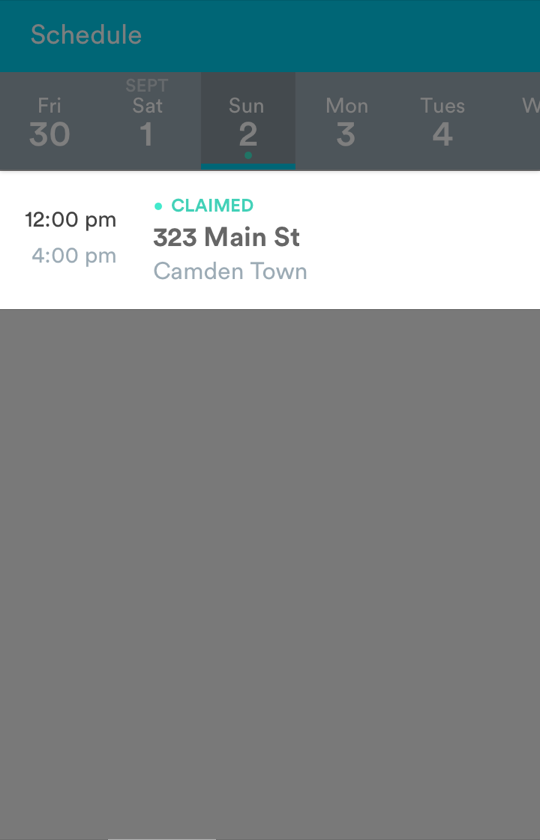 Schedule
SEPT
Fri Sat Sun Mon Tues W
30 1 2 3 4
12:00 pm
4:00 pm
CLAIMED
323 Main St
Camden Town